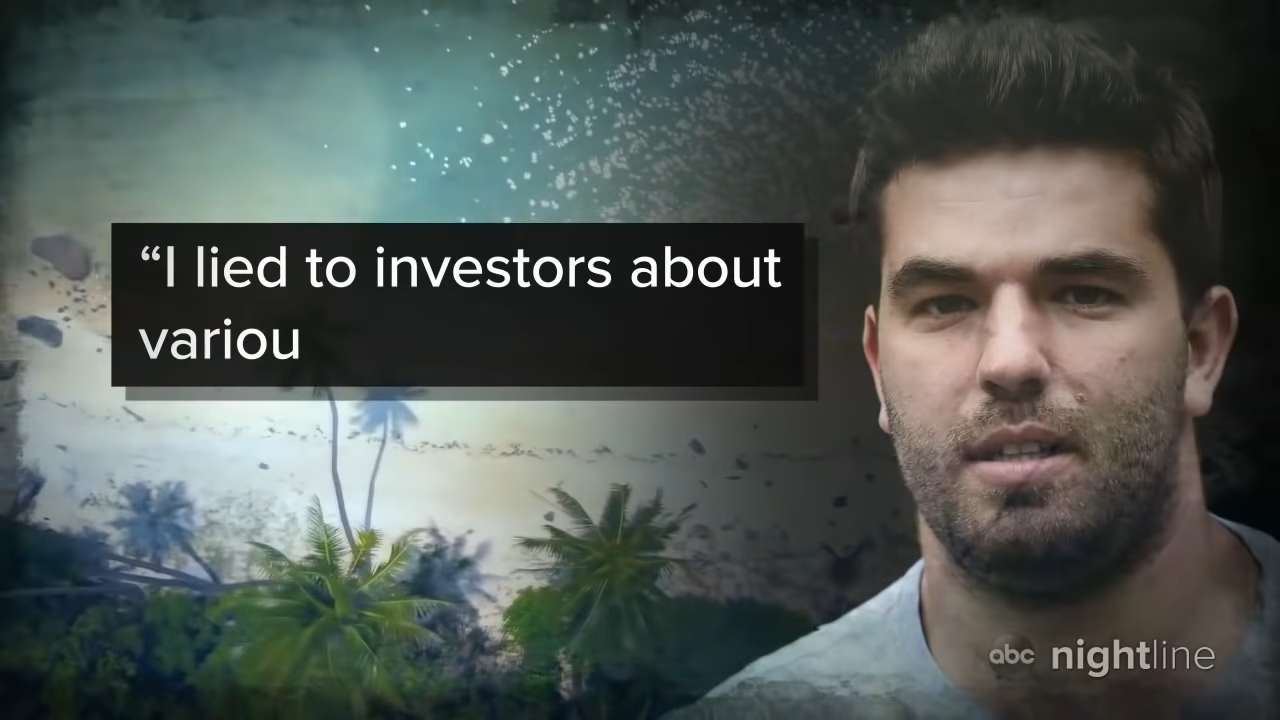 “I lied to investors about
variou
abc nightline